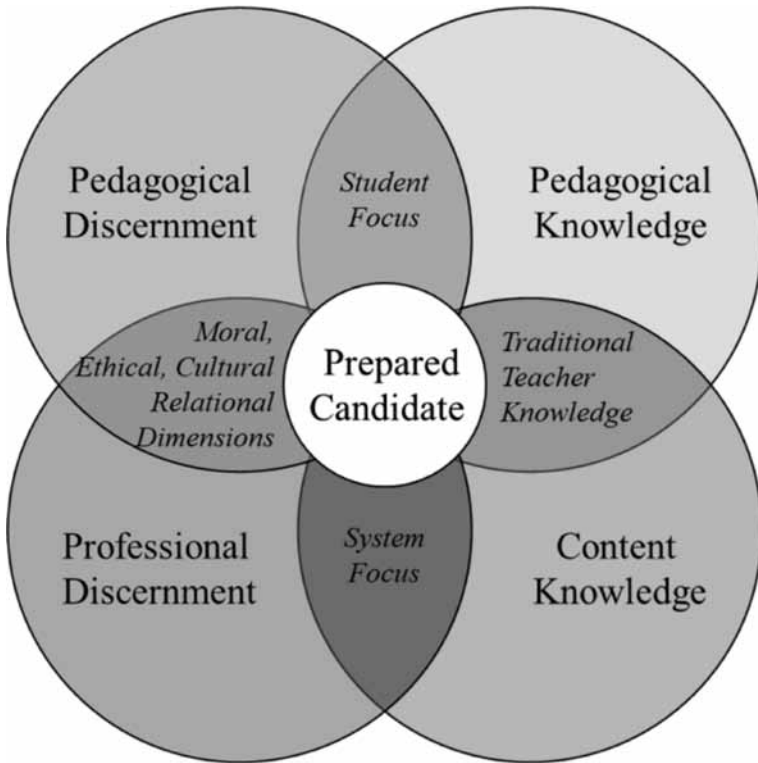 Pedagogical
Discernment
Student
Focus
Pedagogical
Knowledge
Moral,
Ethical, Cultural
Relational
Dimensions
Prepared
Candidate
Traditional
Teacher
Knowledge
Professional
Discernment
System
Focus
Content
Knowledge